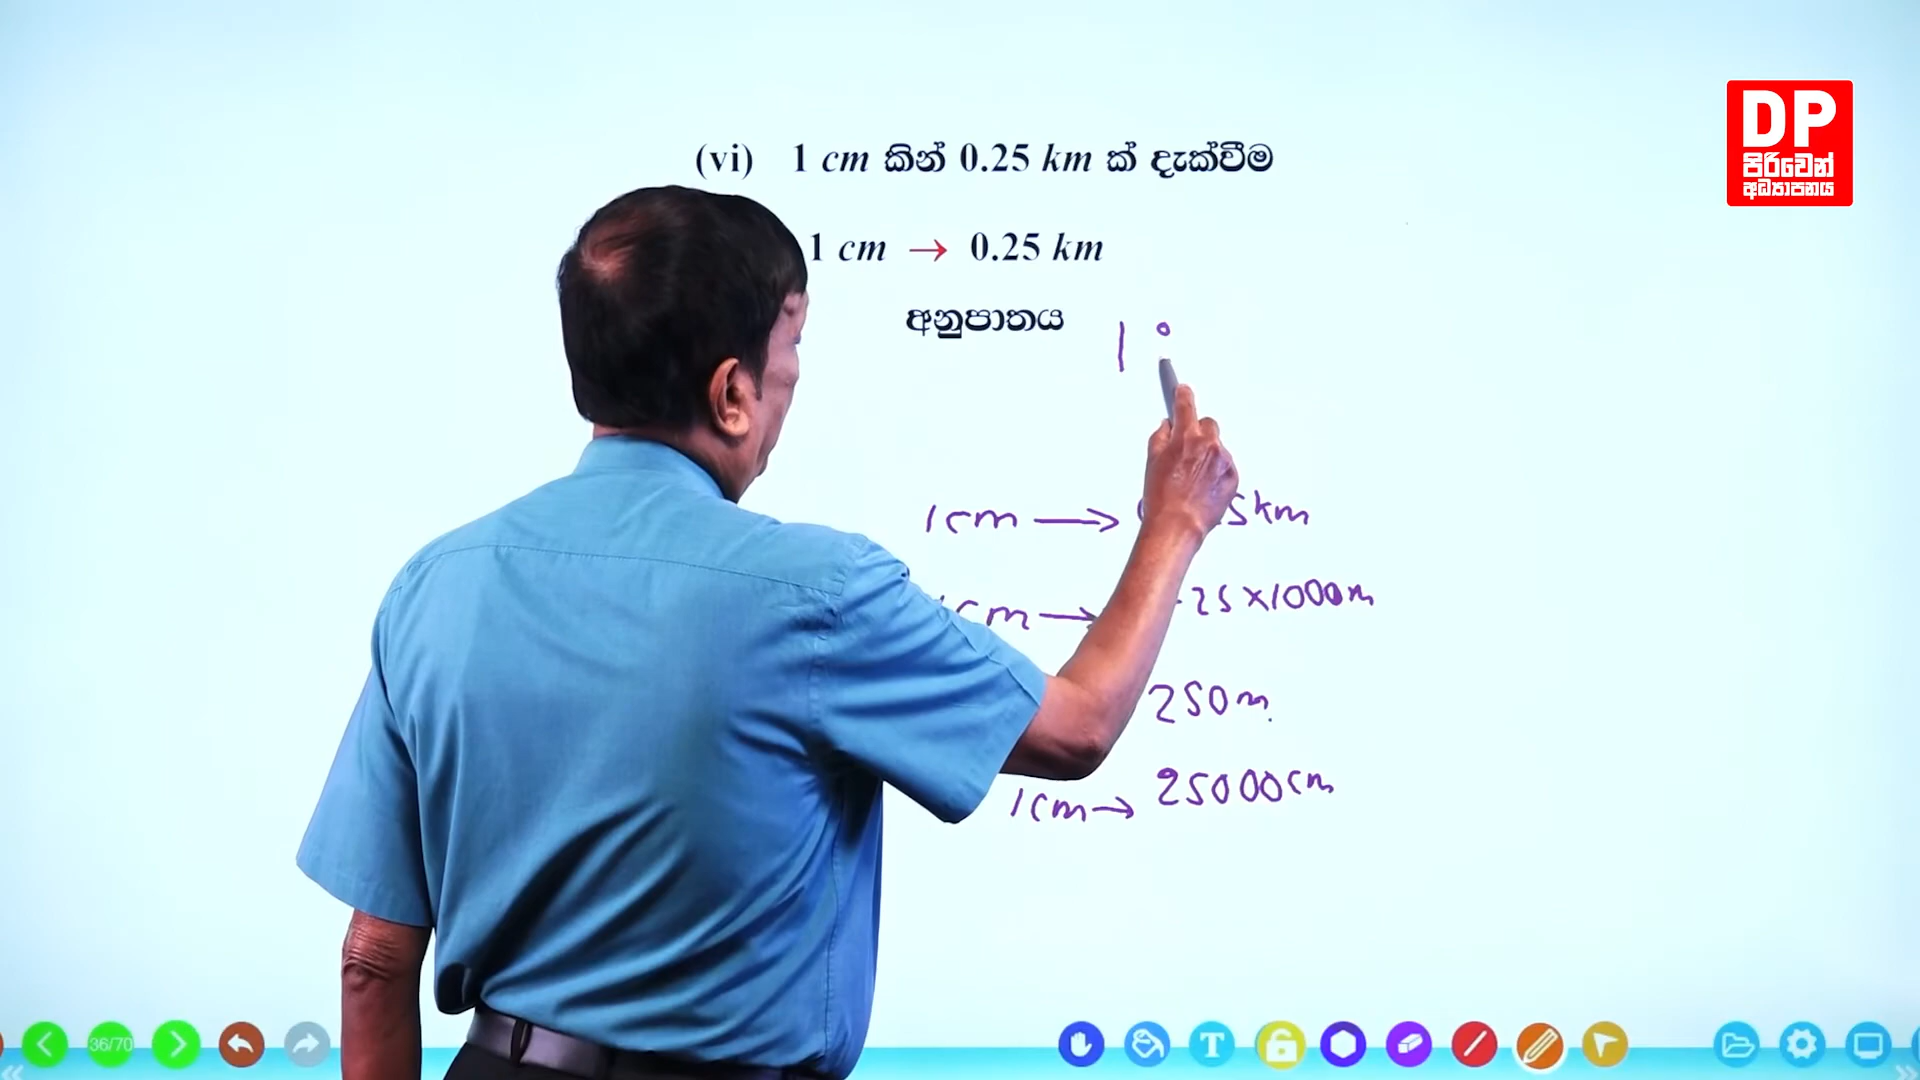 DP
පිරිවෙන්
අධ්‍යාපනය
(vi) 1 cm කින් 0.25 km ක් දැක්වීම
1 cm → 0.25 km
අනුපාතය 1 :
1cm → 5km
cm → .25 ×1000m
250m
1cm → 25000cm
36/70
T